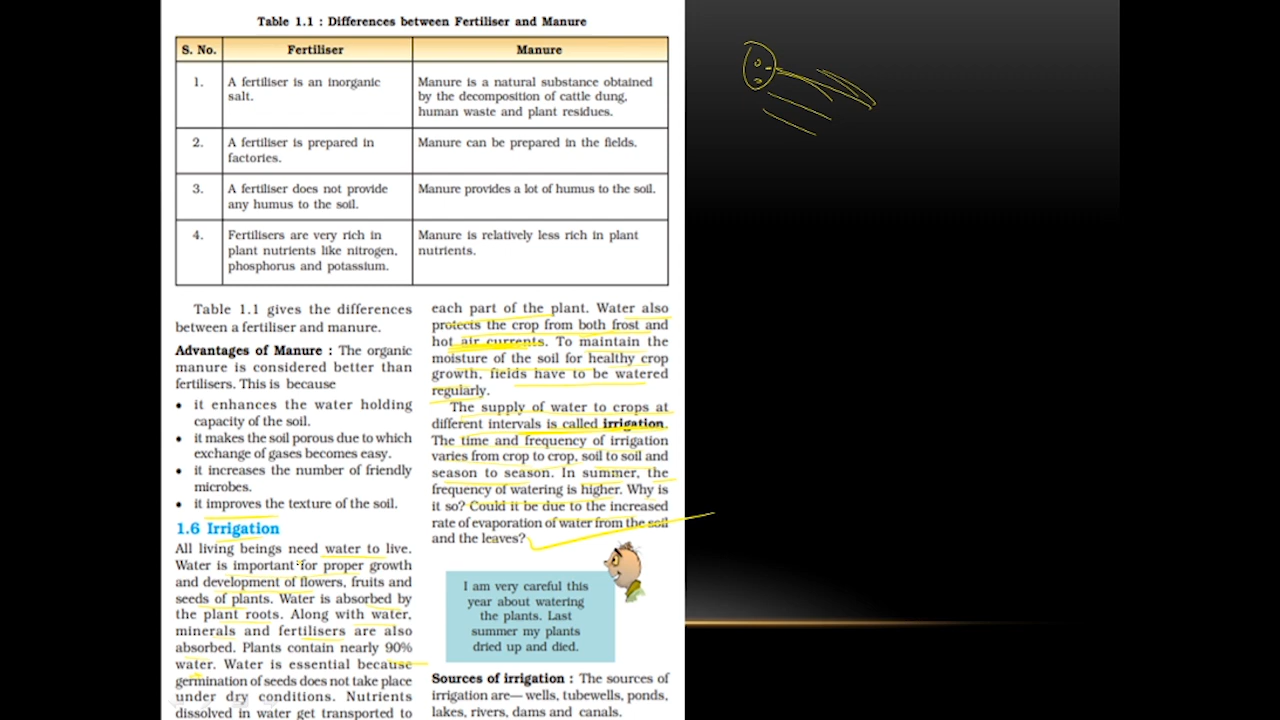 Table 1.1 : Differences between Fertiliser and Manure
S. No. Fertiliser Manure
1. A fertiliser is an inorganic salt. Manure is a natural substance obtained by the decomposition of cattle dung, human waste and plant residues.
2. A fertiliser is prepared in factories. Manure can be prepared in the fields.
3. A fertiliser does not provide any humus to the soil. Manure provides a lot of humus to the soil.
4. Fertilisers are very rich in plant nutrients like nitrogen, phosphorus and potassium. Manure is relatively less rich in plant nutrients.
Table 1.1 gives the differences
between a fertiliser and manure.
Advantages of Manure : The organic
manure is considered better than
fertilisers. This is because
• it enhances the water holding
capacity of the soil.
• it makes the soil porous due to which
exchange of gases becomes easy.
• it increases the number of friendly
microbes.
• it improves the texture of the soil.
1.6 Irrigation
All living beings need water to live.
Water is important for proper growth
and development of flowers, fruits and
seeds of plants. Water is absorbed by
the plant roots. Along with water,
minerals and fertilisers are also
absorbed. Plants contain nearly 90%
water. Water is essential because
germination of seeds does not take place
under dry conditions. Nutrients
dissolved in water get transported to
each part of the plant. Water also
protects the crop from both frost and
hot air currents. To maintain the
moisture of the soil for healthy crop
growth, fields have to be watered
regularly.
The supply of water to crops at
different intervals is called irrigation.
The time and frequency of irrigation
varies from crop to crop, soil to soil and
season to season. In summer, the
frequency of watering is higher. Why is
it so? Could it be due to the increased
rate of evaporation of water from the soil
and the leaves?
I am very careful this
year about watering
the plants. Last
summer my plants
dried up and died.
Sources of irrigation : The sources of
irrigation are— wells, tubewells, ponds,
lakes, rivers, dams and canals.